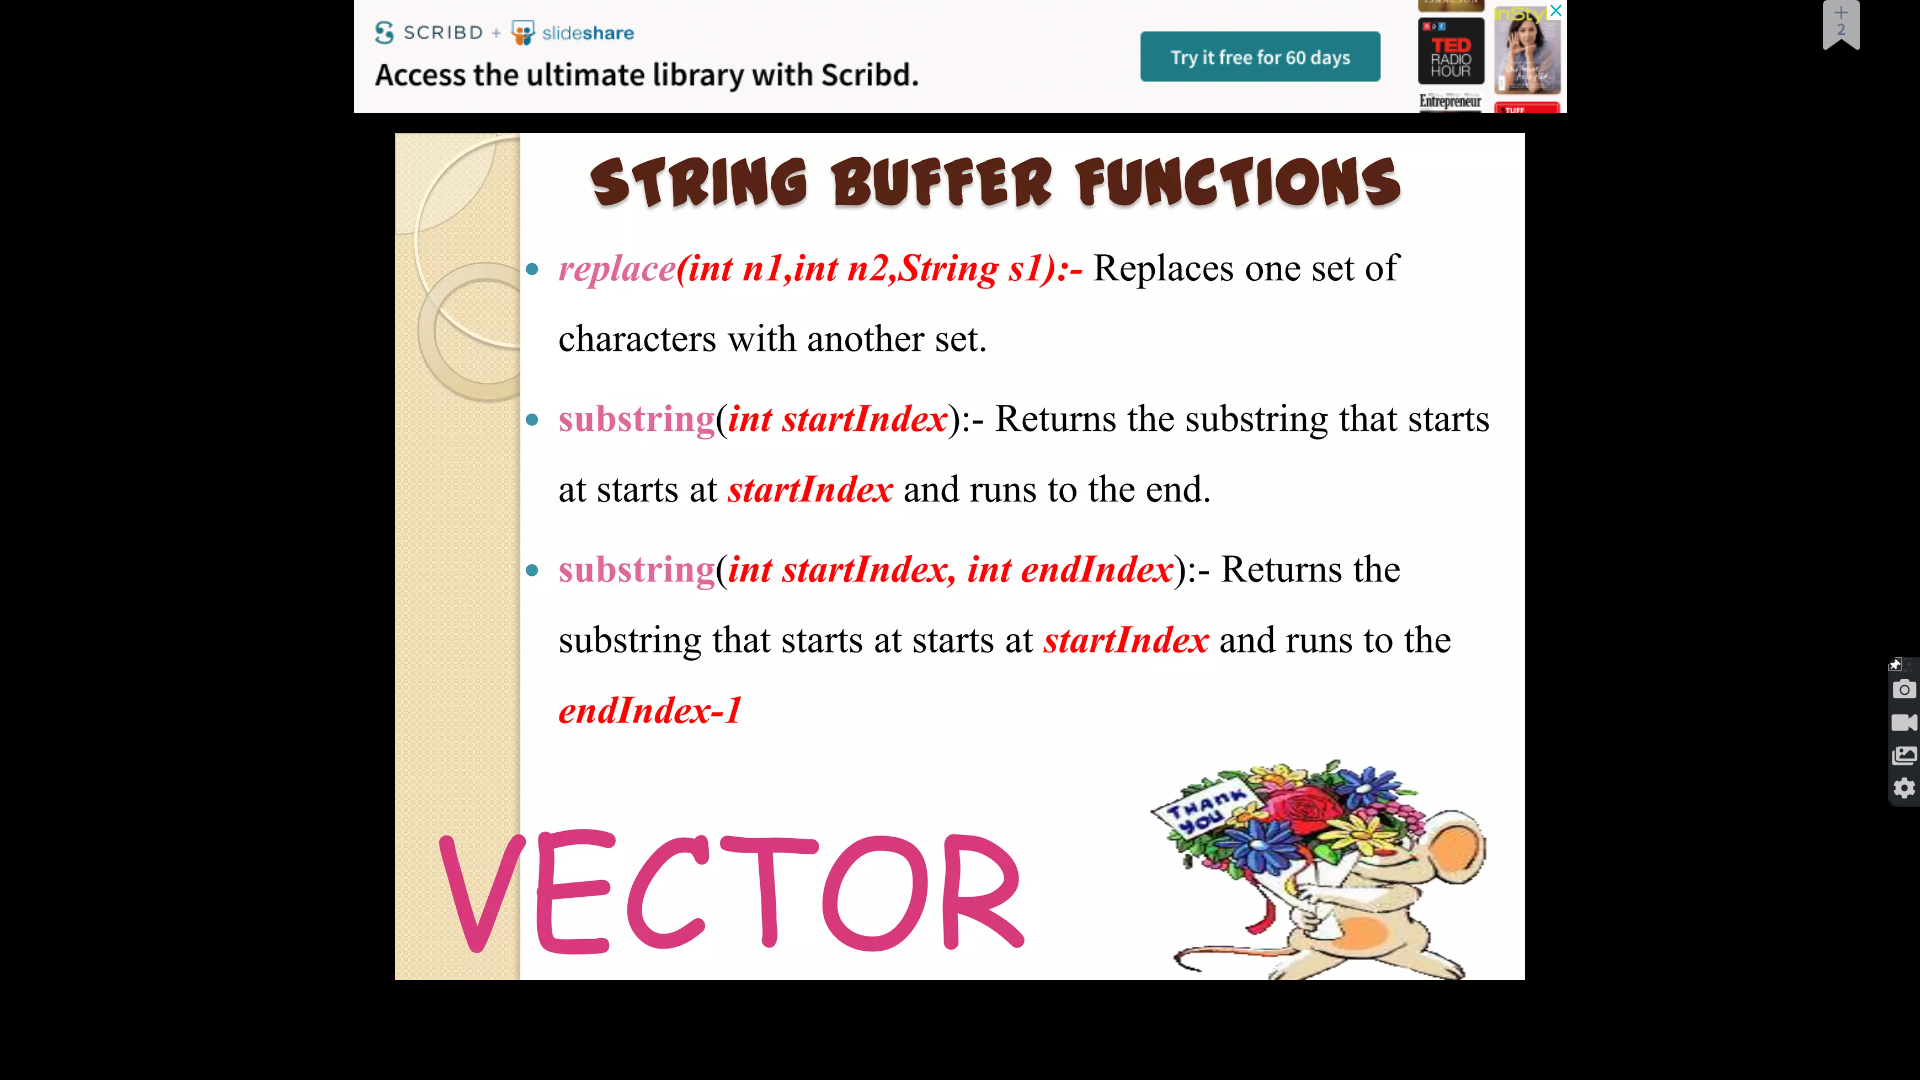 SCRIBD + slideshare
Access the ultimate library with Scribd.
Try it free for 60 days
TED
RADIO
HOUR
InStyl
Entrepreneur
+
2
STRING BUFFER FUNCTIONS
• replace(int n1,int n2,String s1):- Replaces one set of
characters with another set.
• substring(int startIndex):- Returns the substring that starts
at starts at startIndex and runs to the end.
• substring(int startIndex, int endIndex):- Returns the
substring that starts at starts at startIndex and runs to the
endIndex-1
THANK
YOU
VECTOR